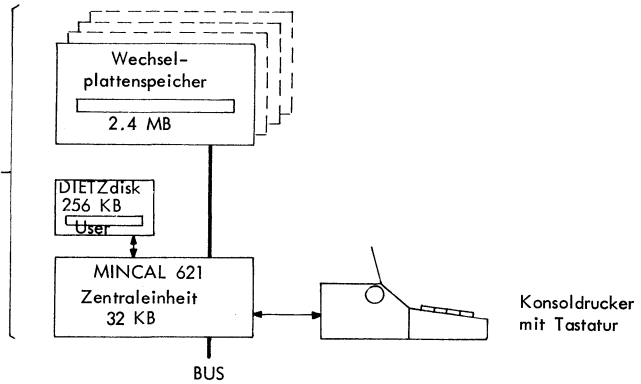 Wechsel-
plattenspeicher
2.4 MB
DIETZdisk
256 KB
User
MINCAL 621
Zentraleinheit
32 KB
Konsoldrucker
mit Tastatur
BUS